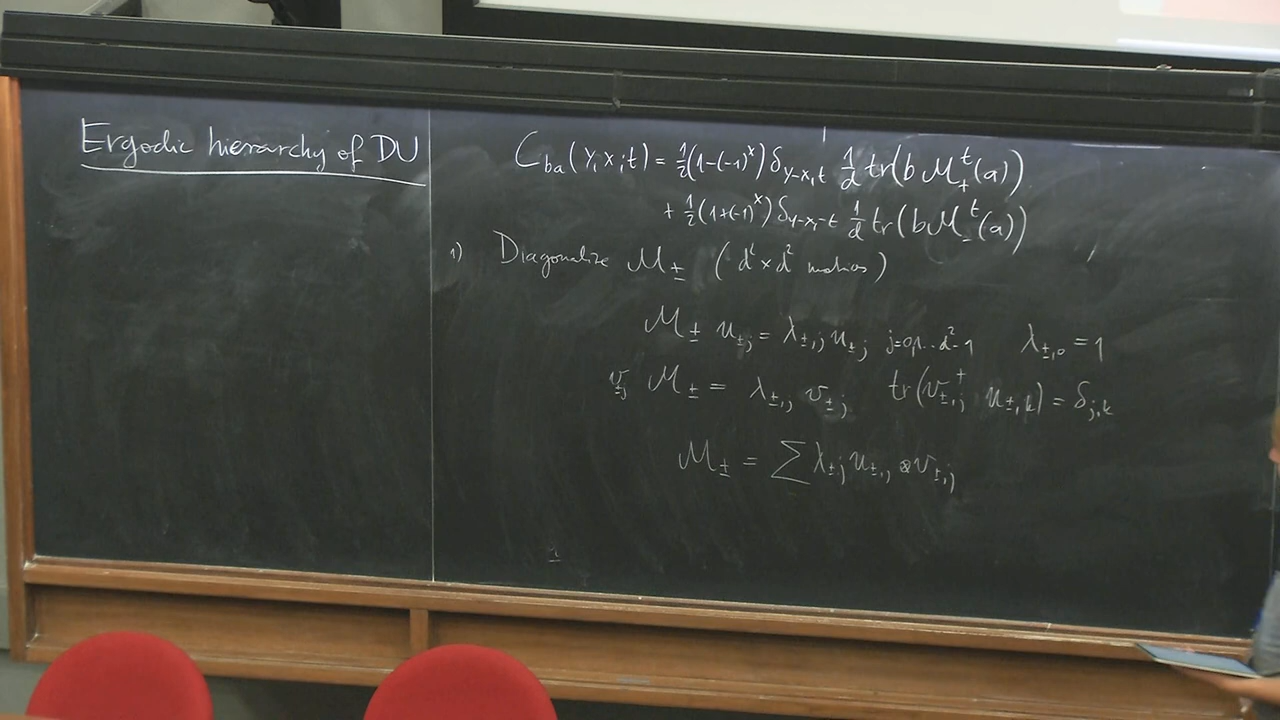 Ergodic hierarchy of DU
C_{ba}(y,x;t) = ½(1-(-1)^x) δ_{y-x,t} 1/d tr(b M_+^t(a))
+ ½(1+(-1)^x) δ_{y-x,-t} 1/d tr(b M_-^t(a))
1) Diagonalize M_± (d²×d² matrices)
M_± u_{±,j} = λ_{±,j} u_{±,j} j=0,1...d²-1 λ_{±,0} = 1
v_{±,j} M_± = λ_{±,j} v_{±,j} tr(v_{±,j}^† u_{±,k}) = δ_{j,k}
M_± = ∑ λ_{±,j} u_{±,j} ⊗ v_{±,j}